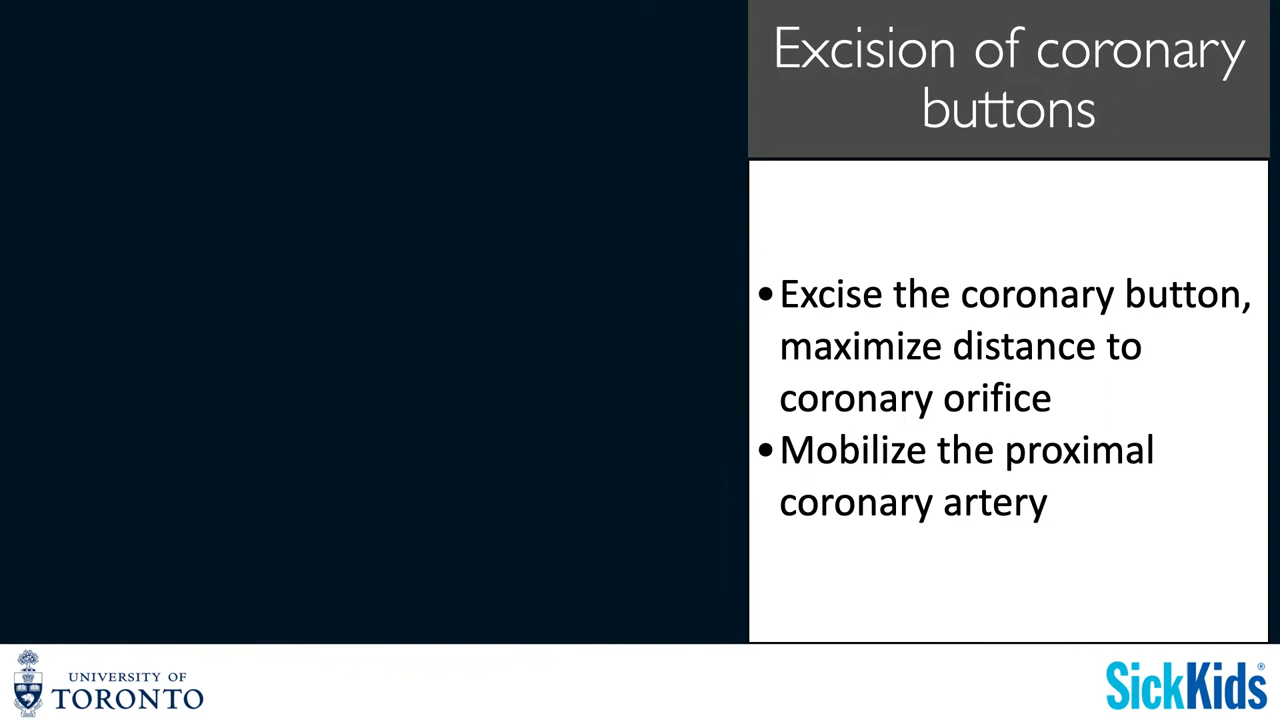 Excision of coronary
buttons
•Excise the coronary button,
maximize distance to
coronary orifice
•Mobilize the proximal
coronary artery
UNIVERSITY OF
TORONTO
SickKids®